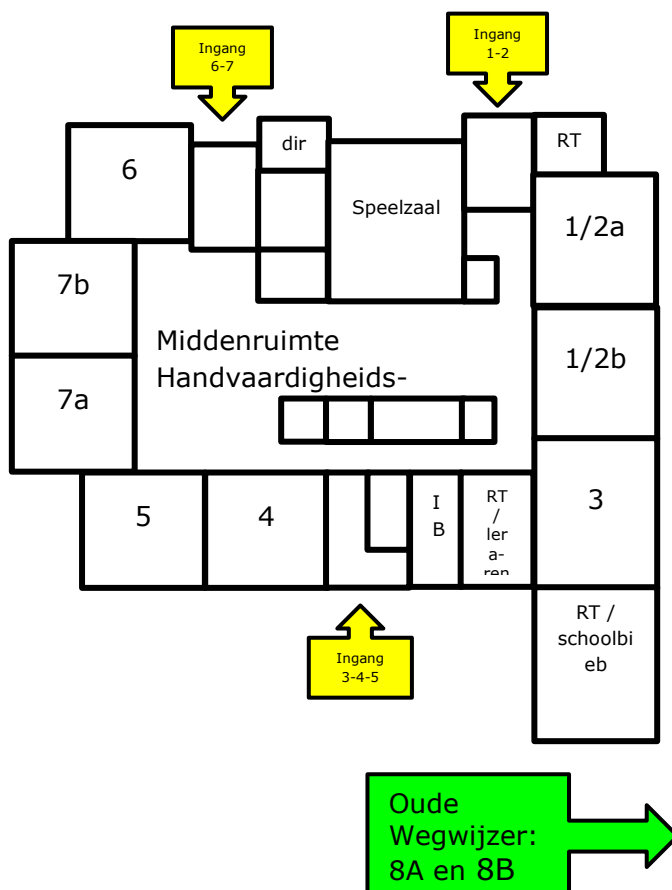 Ingang
6-7
Ingang
1-2
dir
RT
6
Speelzaal
1/2a
7b
Middenruimte
Handvaardigheids-
1/2b
7a
5
4
I
B
RT
/
ler
a-
ren
3
RT /
schoolbi
eb
Ingang
3-4-5
Oude
Wegwijzer:
8A en 8B